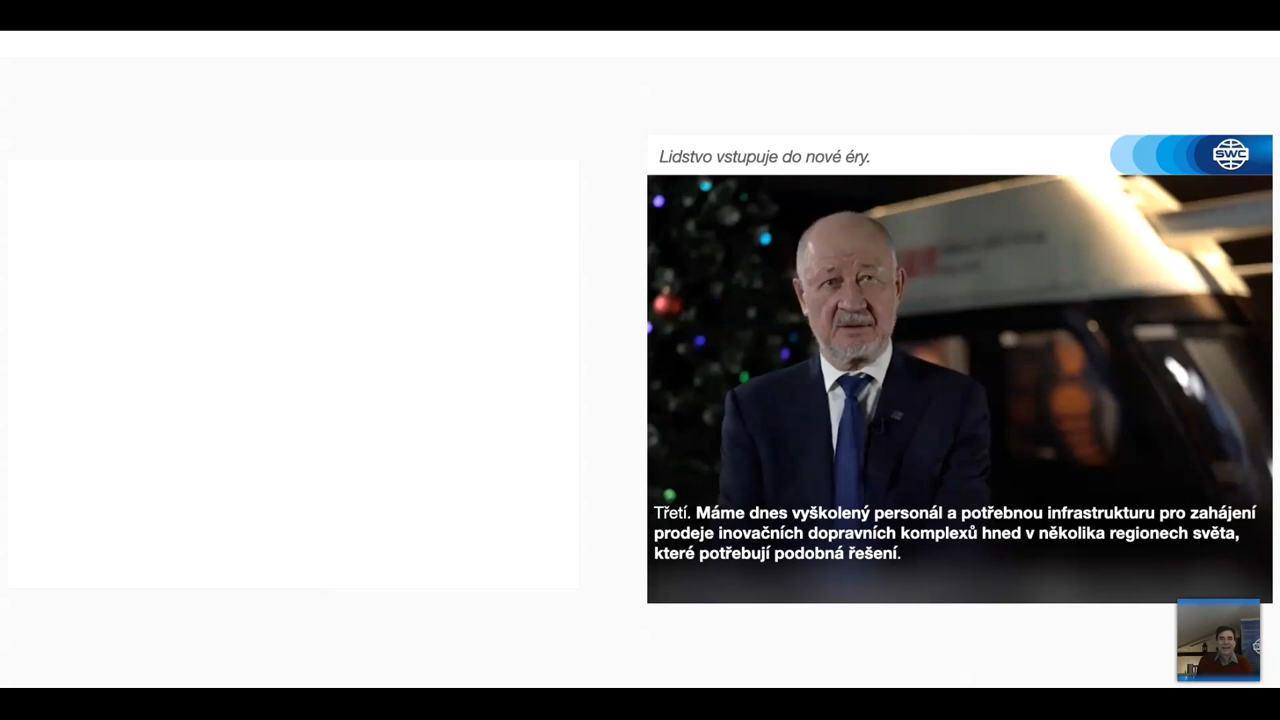 Lidstvo vstupuje do nové éry.
SWC
Třetí. Máme dnes vyškolený personál a potřebnou infrastrukturu pro zahájení
prodeje inovačních dopravních komplexů hned v několika regionech světa,
které potřebují podobná řešení.